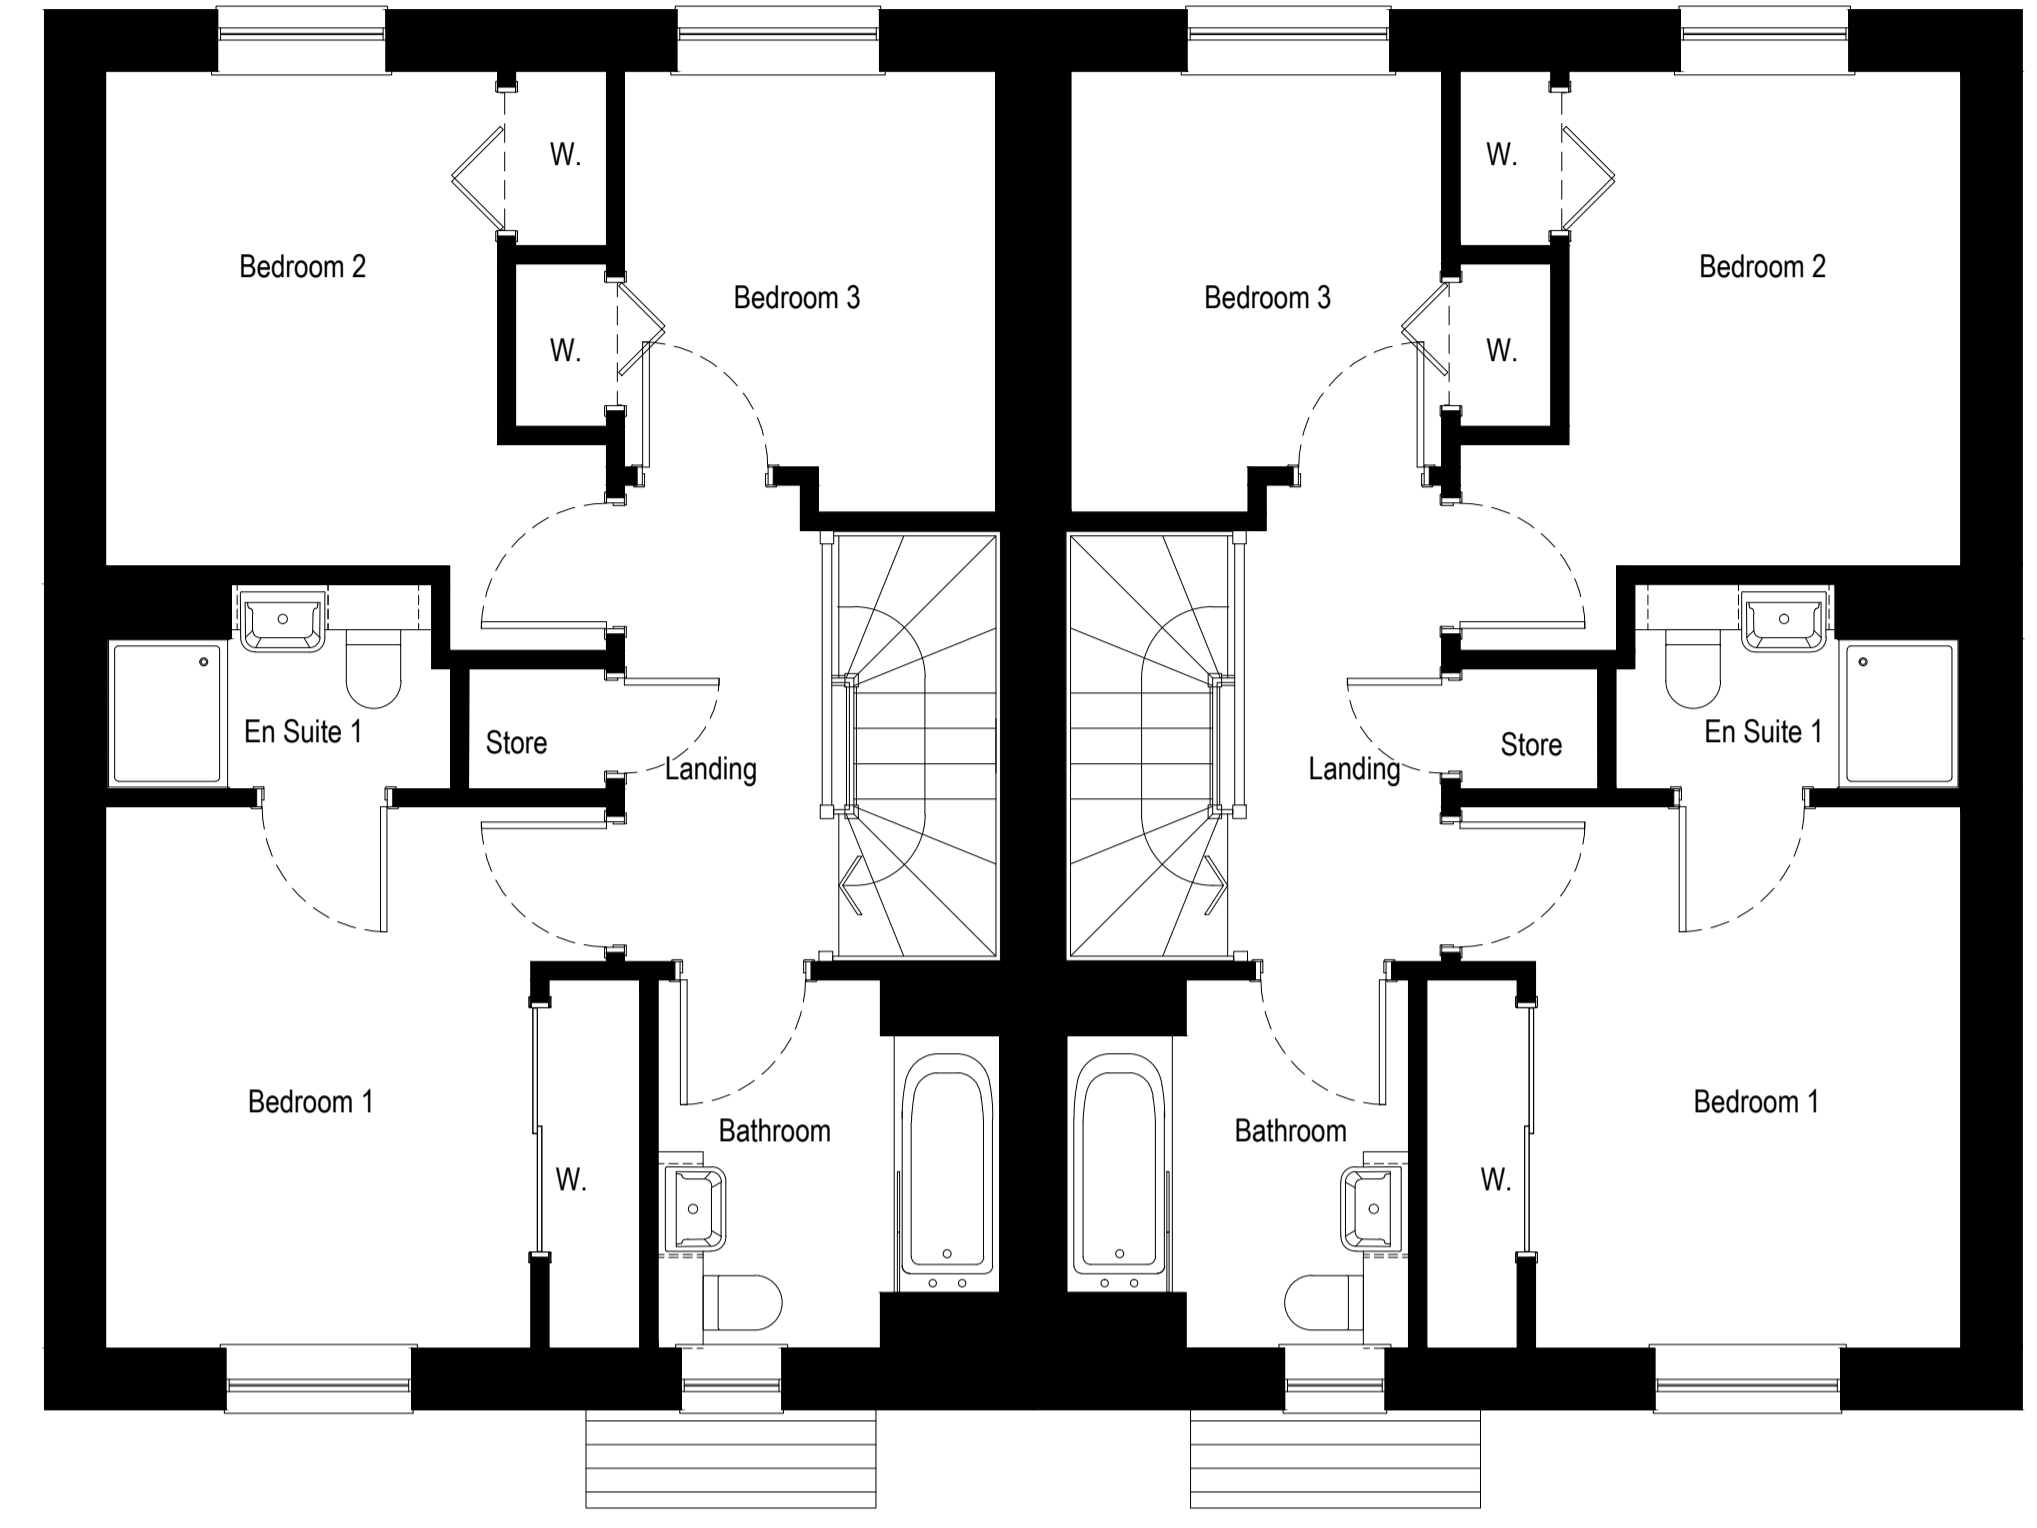 W.
W.
Bedroom 2
Bedroom 2
Bedroom 3
Bedroom 3
W.
W.
En Suite 1
En Suite 1
Store
Store
Landing
Landing
Bedroom 1
Bedroom 1
Bathroom
Bathroom
W.
W.